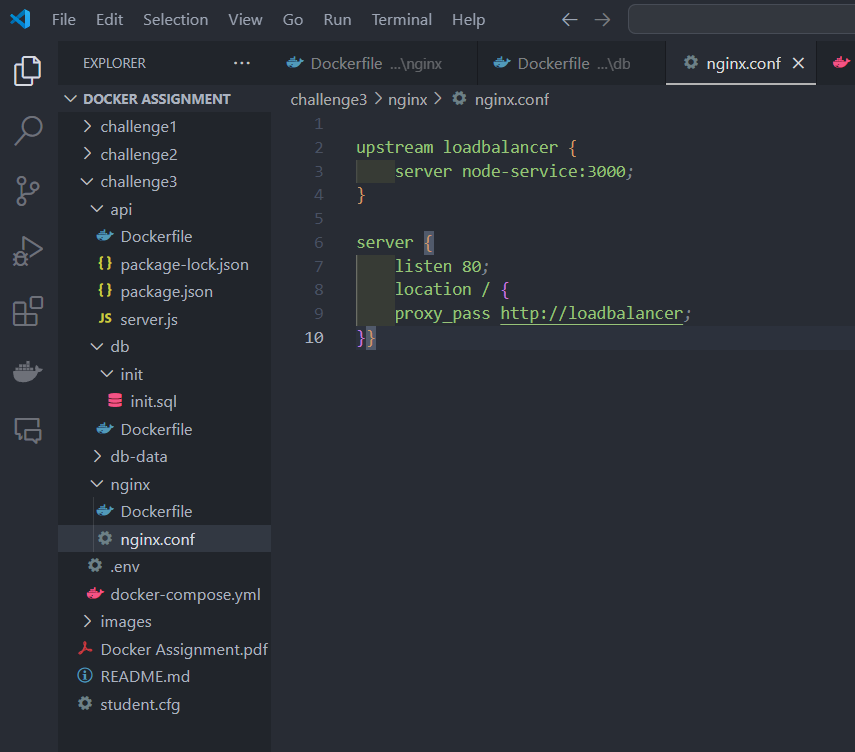 File Edit Selection View Go Run Terminal Help
EXPLORER ...
Dockerfile ...\nginx
Dockerfile ...\db
nginx.conf
DOCKER ASSIGNMENT
challenge1
challenge2
challenge3
api
Dockerfile
{} package-lock.json
{} package.json
JS server.js
db
init
init.sql
Dockerfile
db-data
nginx
Dockerfile
nginx.conf
.env
docker-compose.yml
images
Docker Assignment.pdf
README.md
student.cfg
challenge3 > nginx > nginx.conf
1
2 upstream loadbalancer {
3 server node-service:3000;
4 }
5
6 server {
7 listen 80;
8 location / {
9 proxy_pass http://loadbalancer;
10 }}